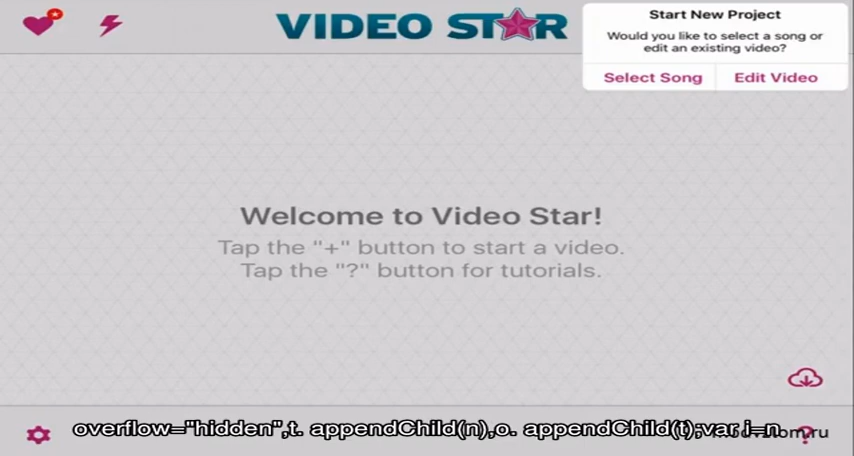 VIDEO STAR
Start New Project
Would you like to select a song or
edit an existing video?
Select Song
Edit Video
Welcome to Video Star!
Tap the "+" button to start a video.
Tap the "?" button for tutorials.
overflow="hidden",t. appendChild(n),o. appendChild(t);var i=n